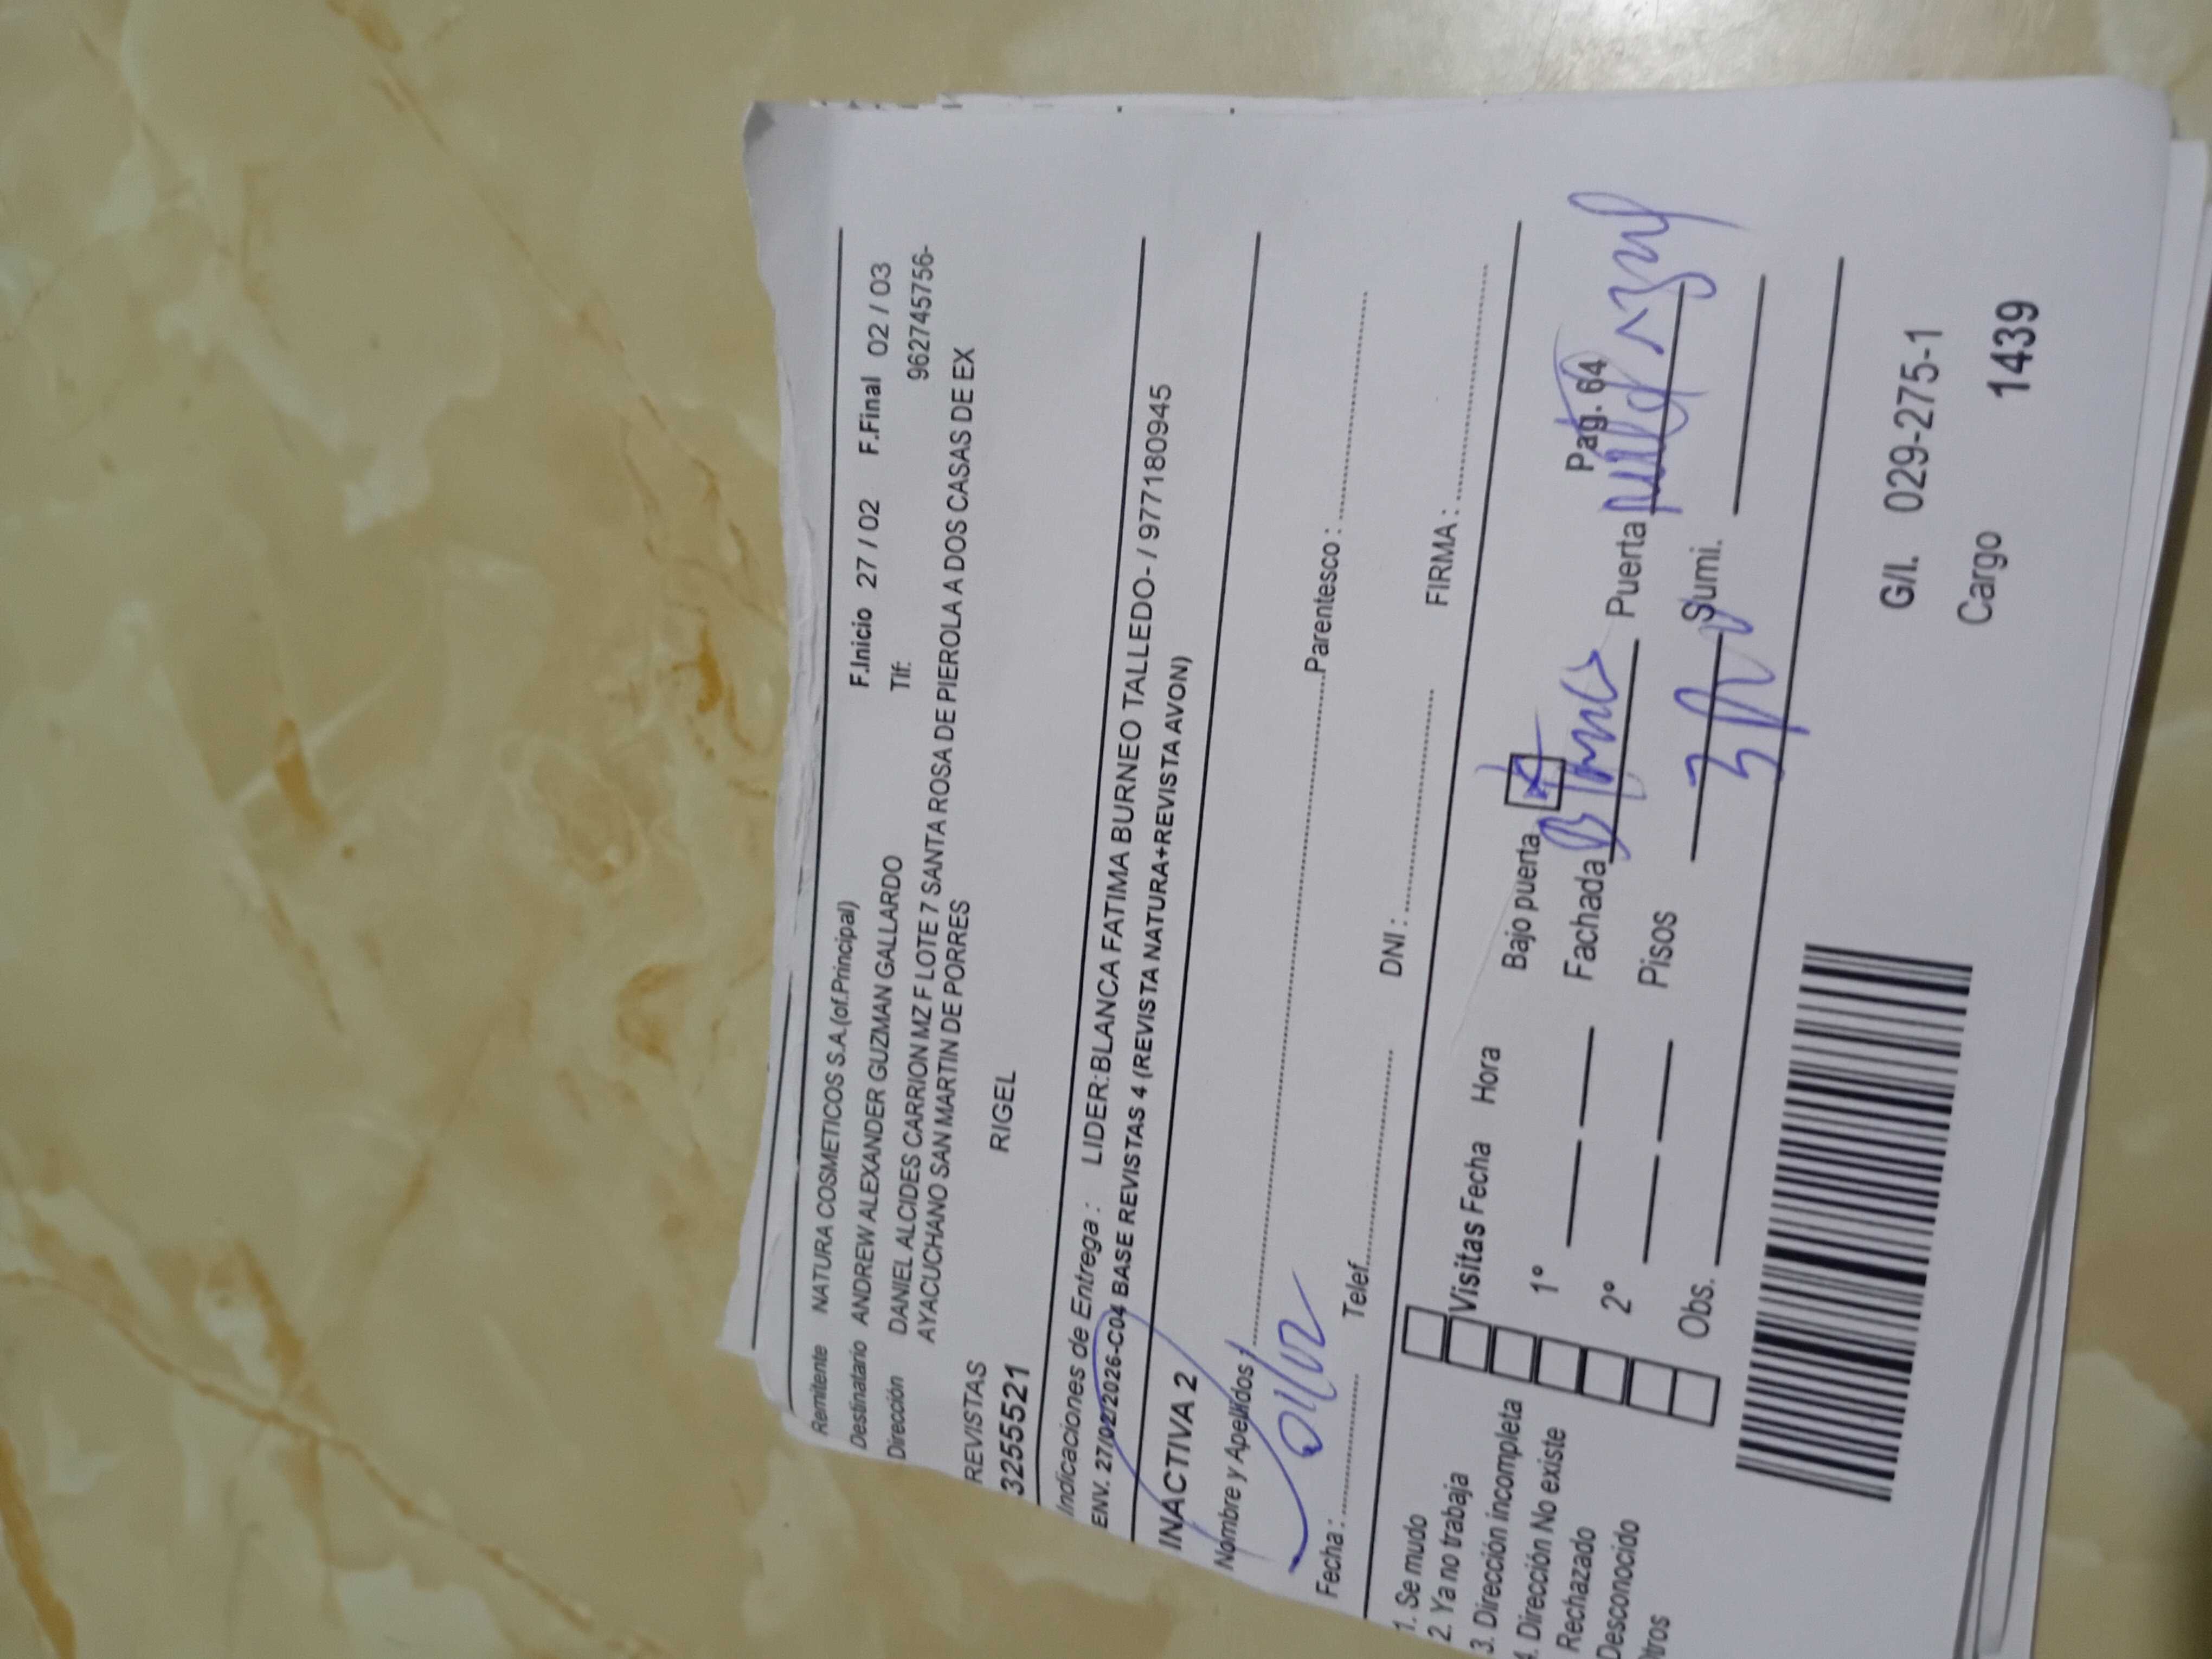 Remitente NATURA COSMETICOS S.A.(of.Principal)
Destinatario ANDREW ALEXANDER GUZMAN GALLARDO F.Inicio 27 / 02 F.Final 02 / 03
Dirección DANIEL ALCIDES CARRION MZ F LOTE 7 SANTA ROSA DE PIEROLA A DOS CASAS DE EX Tlf: 962745756-
AYACUCHANO SAN MARTIN DE PORRES
REVISTAS
3255521 RIGEL
Indicaciones de Entrega : LIDER:BLANCA FATIMA BURNEO TALLEDO- / 977180945
ENV. 27/02/2026-C04 BASE REVISTAS 4 (REVISTA NATURA+REVISTA AVON)
INACTIVA 2
Nombre y Apellidos : Parentesco :
Fecha : Telef. DNI : FIRMA :
1. Se mudo
2. Ya no trabaja
3. Dirección incompleta
4. Dirección No existe
Rechazado
Desconocido
tros
Visitas Fecha Hora Bajo puerta Pag. 64
1º Fachada Puerta
2º Pisos Sumi.
Obs.
G/I. 029-275-1
Cargo 1439